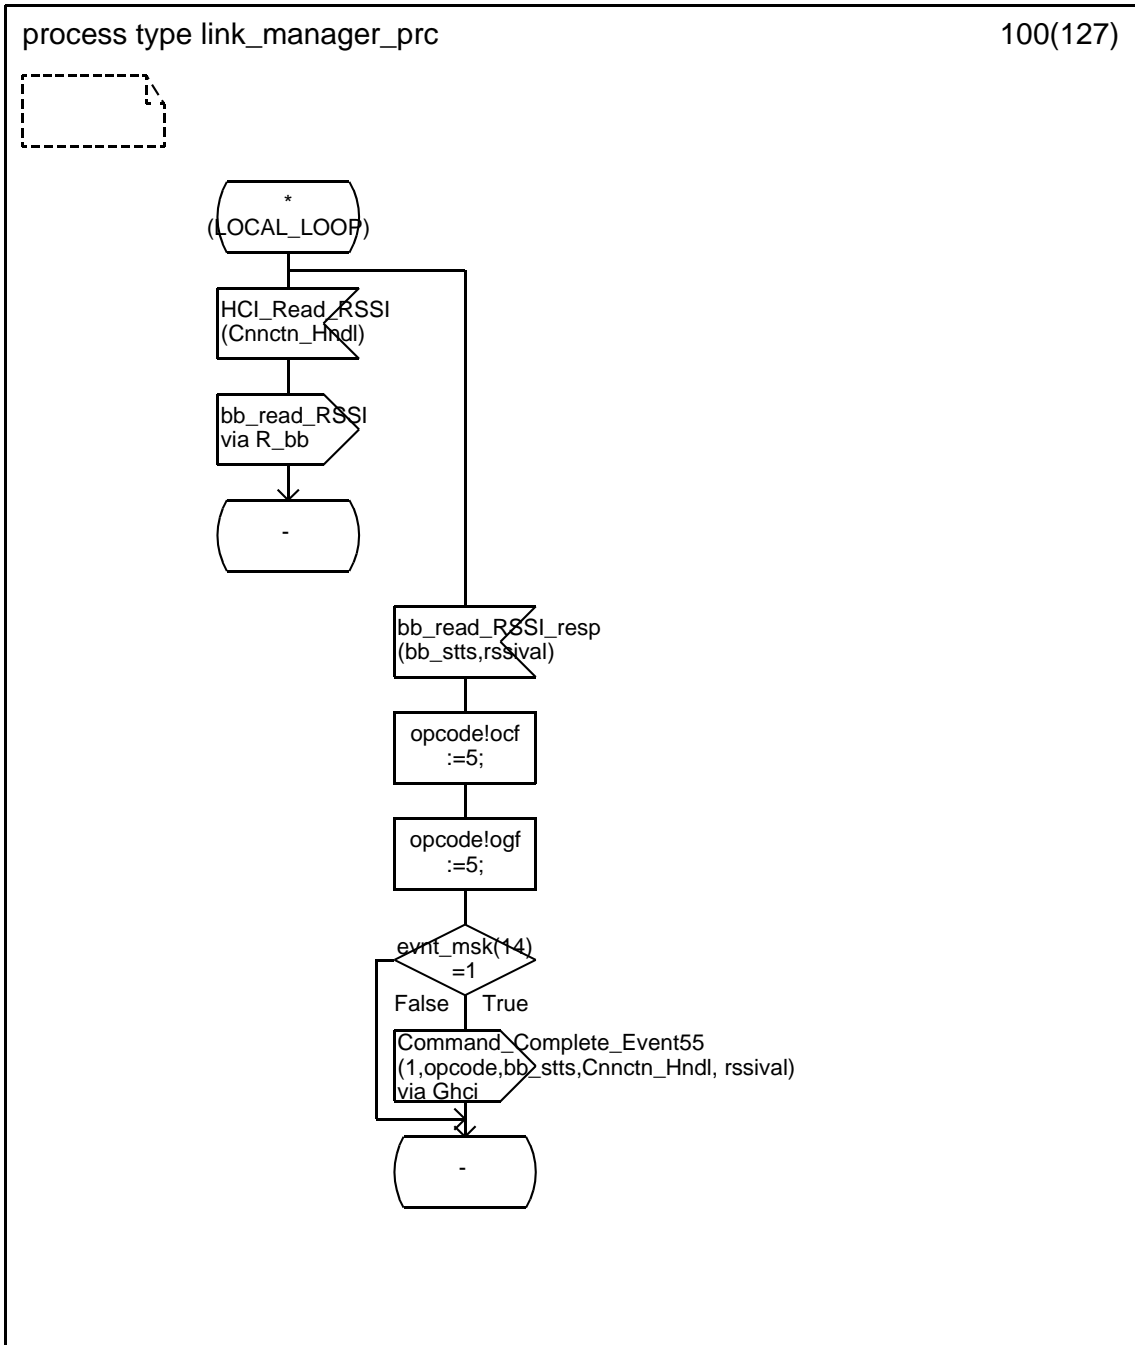 process type link_manager_prc
100(127)
*
(LOCAL_LOOP)
HCI_Read_RSSI
(Cnnctn_Hndl)
bb_read_RSSI
via R_bb
-
bb_read_RSSI_resp
(bb_stts,rssival)
opcode!ocf
:=5;
opcode!ogf
:=5;
evnt_msk(14)
=1
False
True
Command_Complete_Event55
(1,opcode,bb_stts,Cnnctn_Hndl, rssival)
via Ghci
-